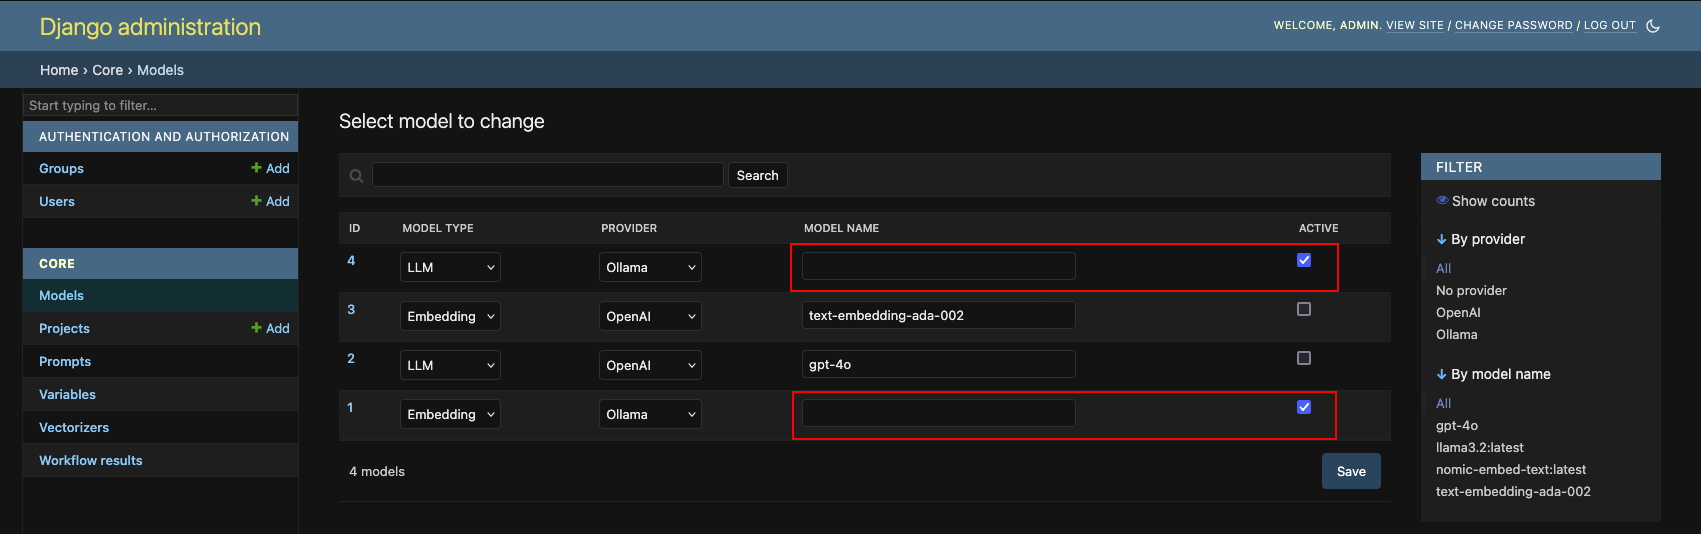 Django administration
WELCOME, ADMIN. VIEW SITE / CHANGE PASSWORD / LOG OUT
Home › Core › Models
Start typing to filter...
AUTHENTICATION AND AUTHORIZATION
Groups + Add
Users + Add
CORE
Models
Projects + Add
Prompts
Variables
Vectorizers
Workflow results
Select model to change
Search
ID MODEL TYPE PROVIDER MODEL NAME ACTIVE
4 LLM Ollama
3 Embedding OpenAI text-embedding-ada-002
2 LLM OpenAI gpt-4o
1 Embedding Ollama
4 models
Save
FILTER
Show counts
↓ By provider
All
No provider
OpenAI
Ollama
↓ By model name
All
gpt-4o
llama3.2:latest
nomic-embed-text:latest
text-embedding-ada-002